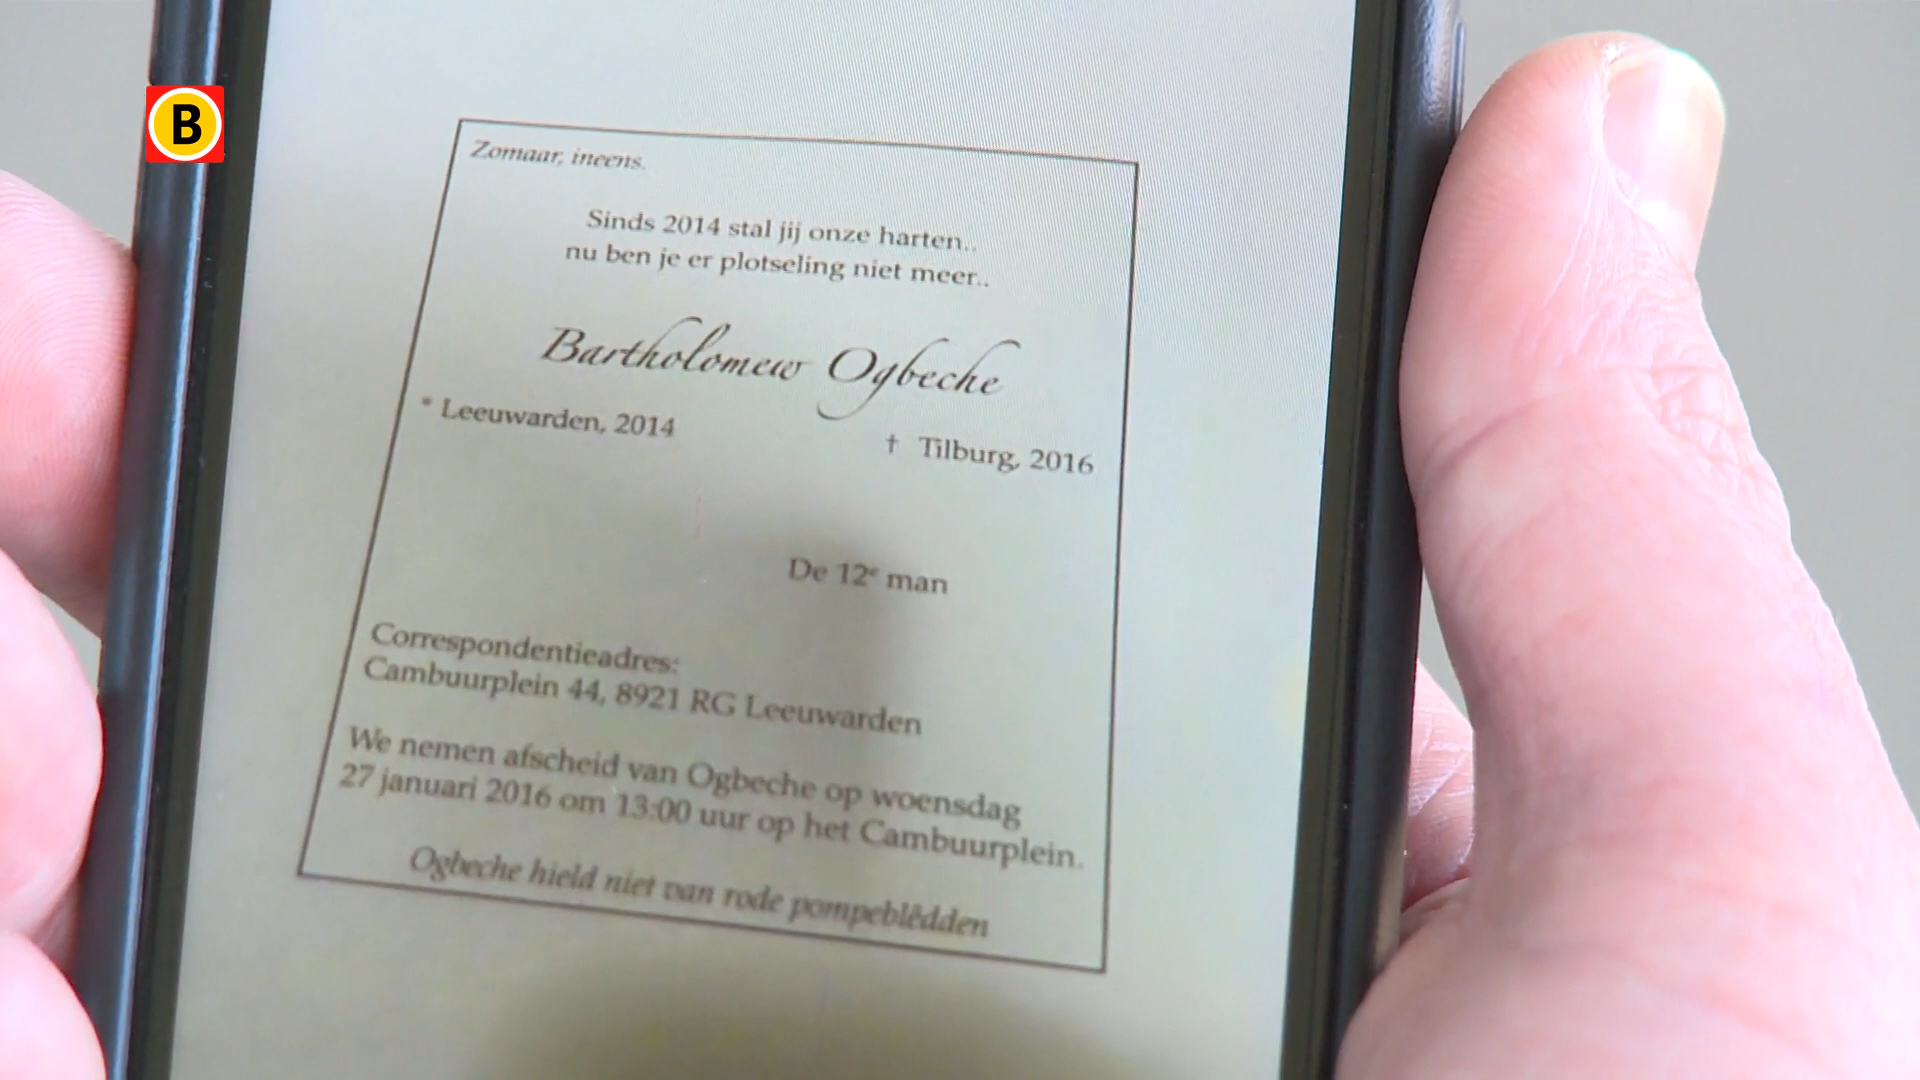 B
Zomaar, ineens.
Sinds 2014 stal jij onze harten..
nu ben je er plotseling niet meer..
Bartholomew Ogbeche
* Leeuwarden, 2014
† Tilburg, 2016
De 12e man
Correspondentieadres:
Cambuurplein 44, 8921 RG Leeuwarden
We nemen afscheid van Ogbeche op woensdag
27 januari 2016 om 13:00 uur op het Cambuurplein.
Ogbeche hield niet van rode pompeblêdden